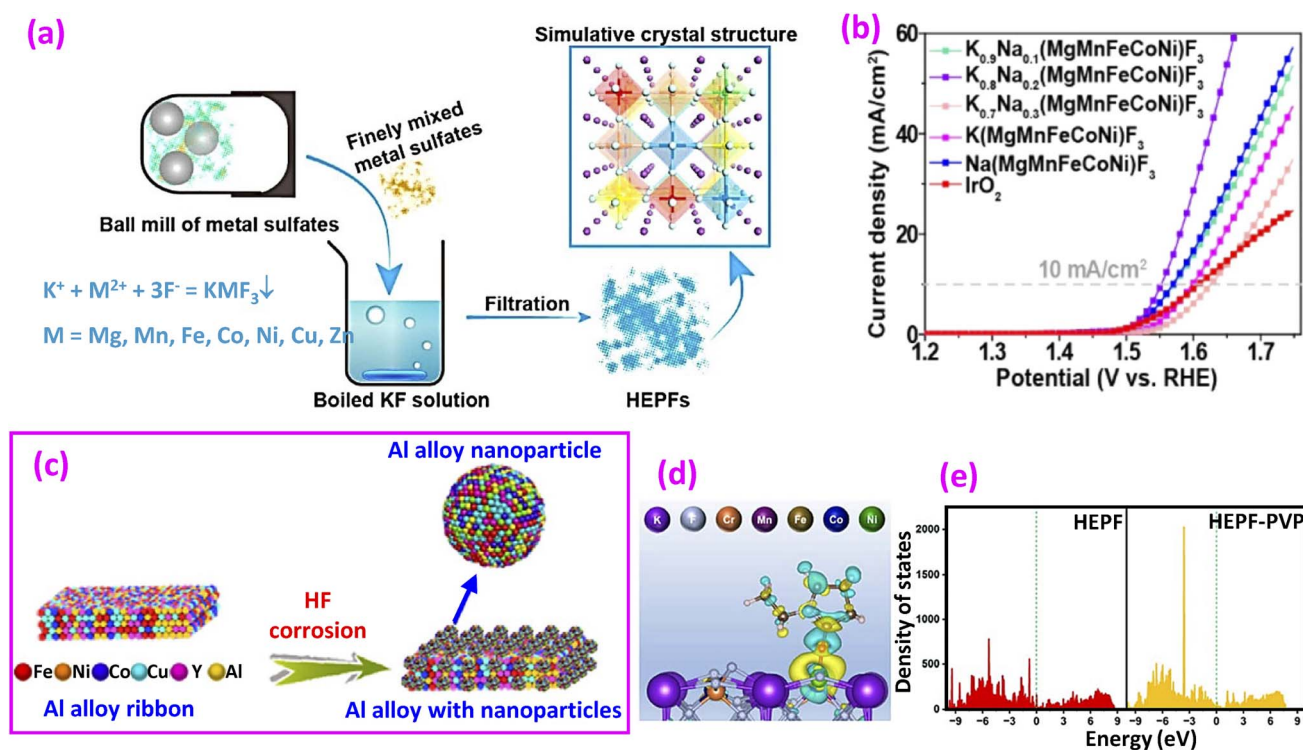 (a)
Simulative crystal structure
Finely mixed
metal sulfates
Ball mill of metal sulfates
K⁺ + M²⁺ + 3F⁻ = KMF₃↓
M = Mg, Mn, Fe, Co, Ni, Cu, Zn
Filtration
Boiled KF solution
HEPFs
(b)
Current density (mA/cm²)
60
40
20
0
K₀.₉Na₀.₁(MgMnFeCoNi)F₃
K₀.₈Na₀.₂(MgMnFeCoNi)F₃
K₀.₇Na₀.₃(MgMnFeCoNi)F₃
K(MgMnFeCoNi)F₃
Na(MgMnFeCoNi)F₃
IrO₂
10 mA/cm²
1.2 1.3 1.4 1.5 1.6 1.7
Potential (V vs. RHE)
(c)
Al alloy nanoparticle
HF
corrosion
Fe Ni Co Cu Y Al
Al alloy ribbon
Al alloy with nanoparticles
(d)
K F Cr Mn Fe Co Ni
(e)
Density of states
2000
1500
1000
500
0
HEPF
HEPF-PVP
-9 -6 -3 0 3 6 9 -9 -6 -3 0 3 6 9
Energy (eV)